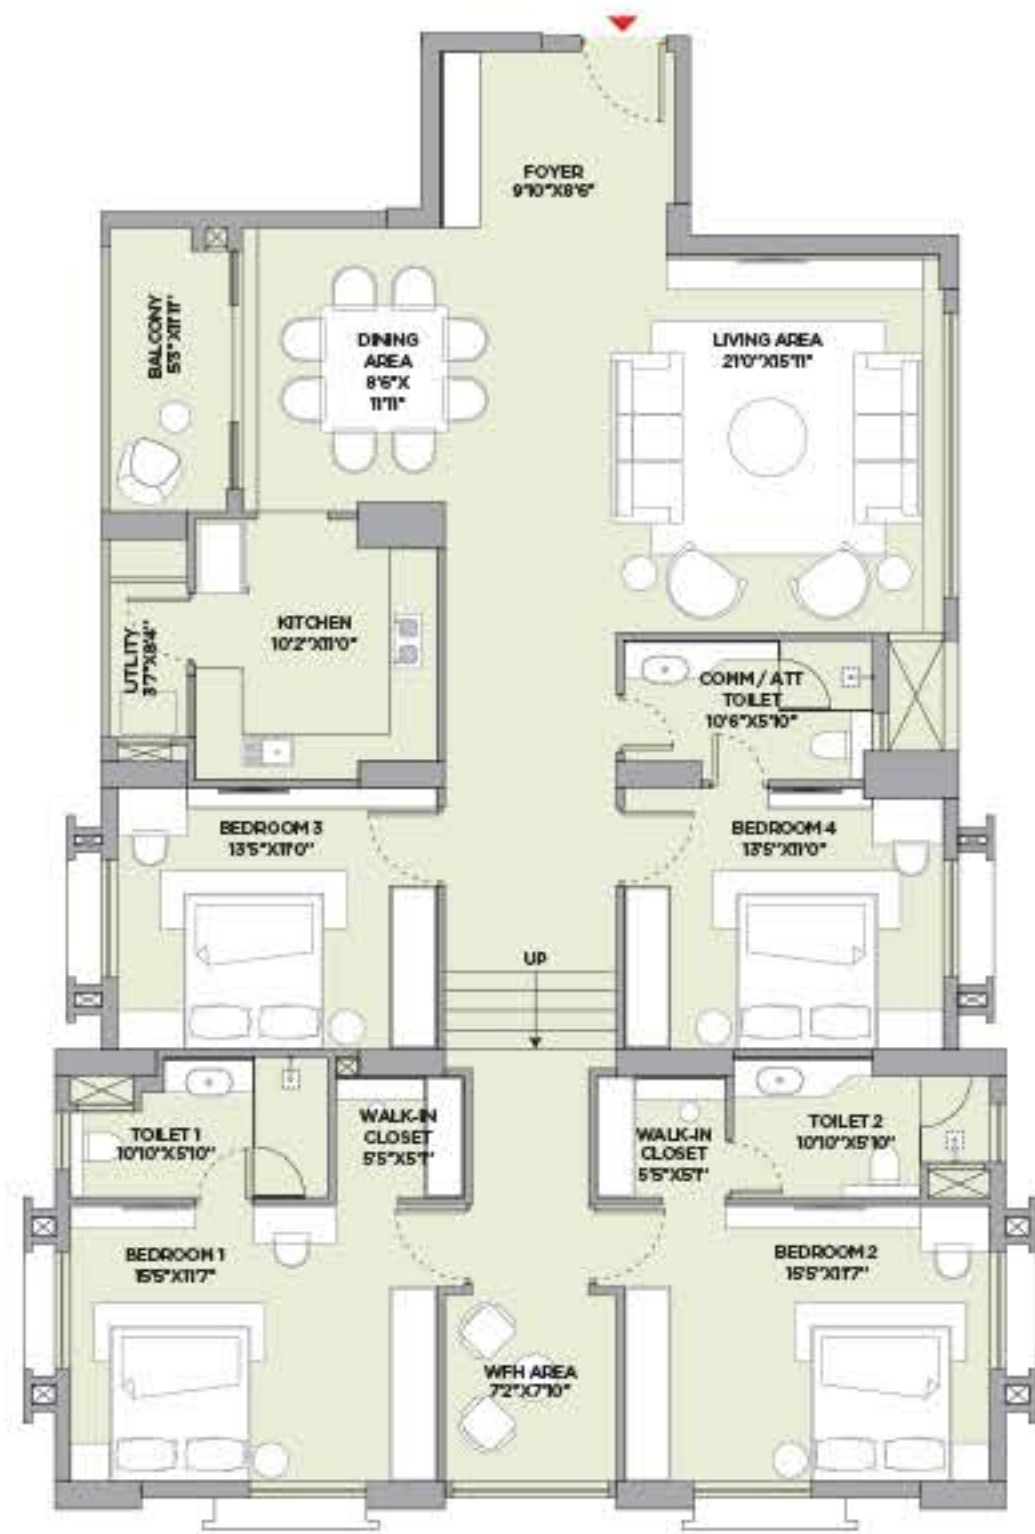 FOYER
9'10"X8'6"
BALCONY
5'3"X11'11"
DINING
AREA
8'6"X
11'11"
LIVING AREA
21'0"X15'11"
KITCHEN
10'2"X11'0"
UTLITY
3'7"X8'4"
COMM / ATT
TOILET
10'6"X5'10"
BEDROOM 3
13'5"X11'0"
BEDROOM 4
13'5"X11'0"
UP
TOILET 1
10'10"X5'10"
WALK-IN
CLOSET
5'5"X5'1"
WALK-IN
CLOSET
5'5"X5'1"
TOILET 2
10'10"X5'10"
BEDROOM 1
15'5"X11'7"
BEDROOM 2
15'5"X11'7"
WFH AREA
7'2"X7'10"